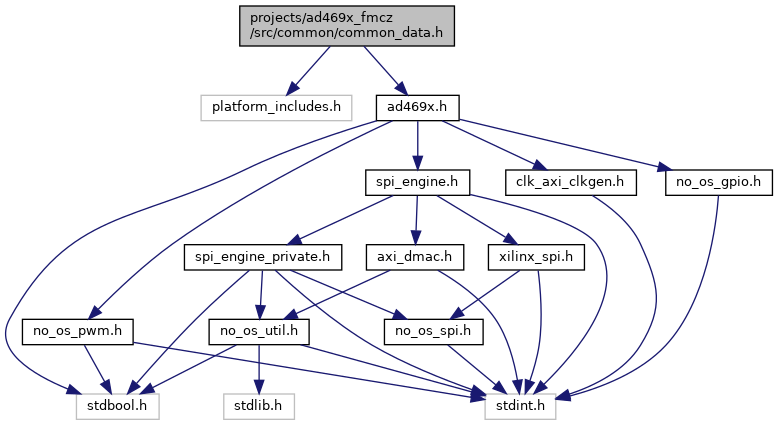 projects/ad469x_fmcz
/src/common/common_data.h
platform_includes.h
ad469x.h
spi_engine.h
clk_axi_clkgen.h
no_os_gpio.h
spi_engine_private.h
axi_dmac.h
xilinx_spi.h
no_os_pwm.h
no_os_util.h
no_os_spi.h
stdbool.h
stdlib.h
stdint.h